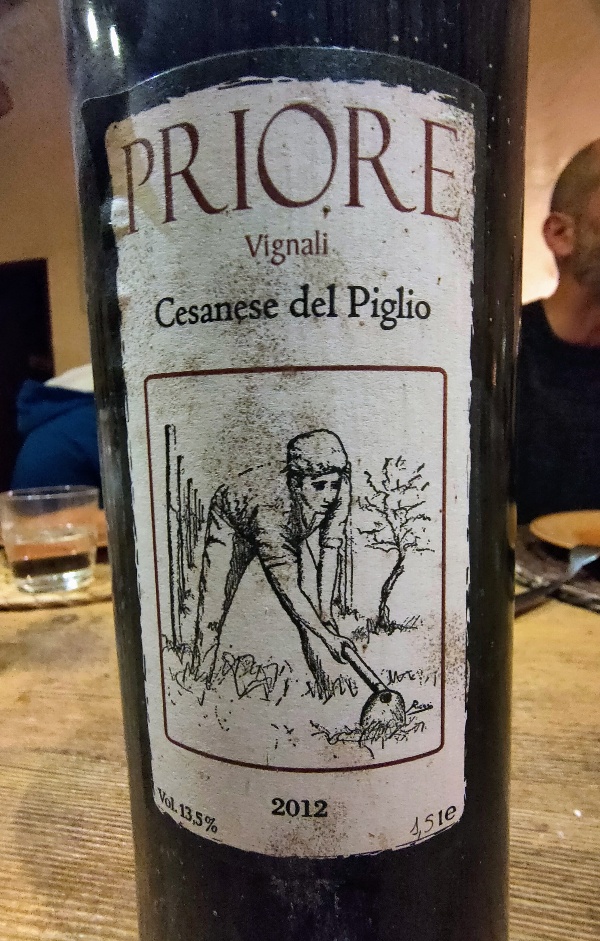 PRIORE
Vignali
Cesanese del Piglio
Vol. 13,5%
2012
1,5 l e